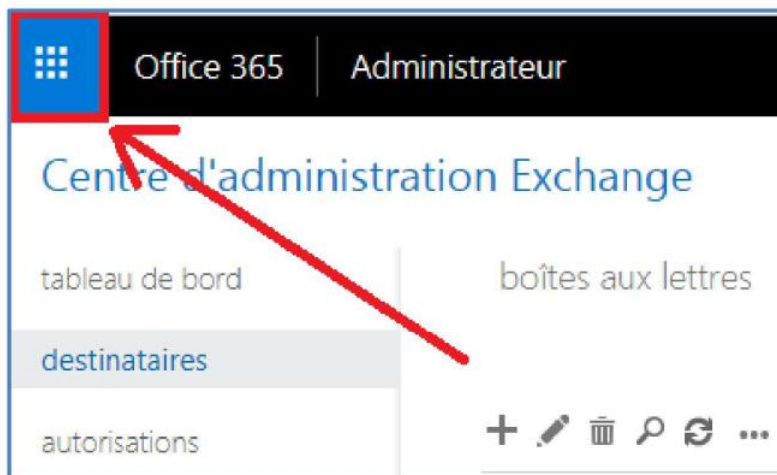 Office 365 Administrateur
Centre d'administration Exchange
tableau de bord
boîtes aux lettres
destinataires
autorisations